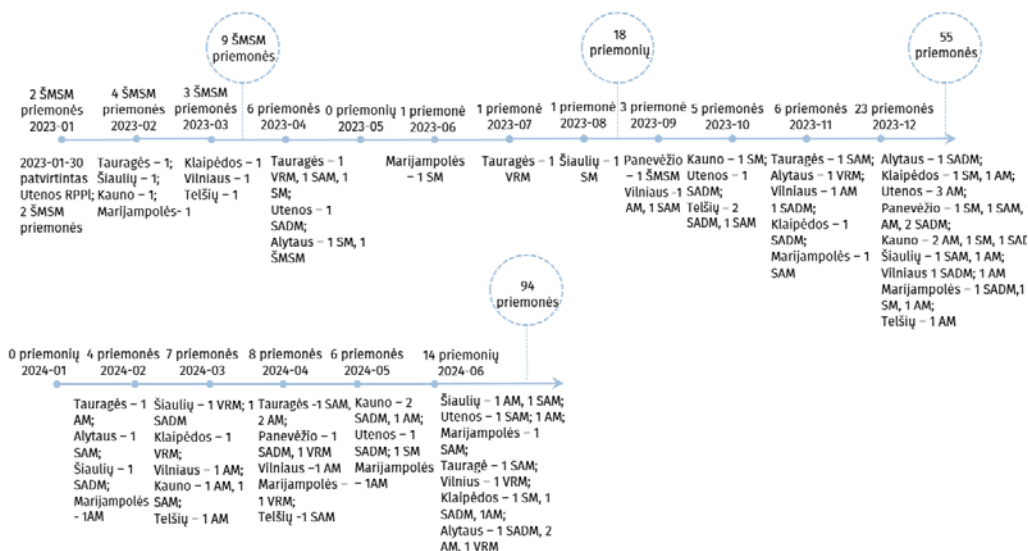 9 ŠMSM
priemonės
18
priemonių
55
priemonės
2 ŠMSM
priemonės
2023-01
4 ŠMSM
priemonės
2023-02
3 ŠMSM
priemonės
2023-03
6 priemonės
2023-04
0 priemonių
2023-05
1 priemonė
2023-06
1 priemonė
2023-07
1 priemonė
2023-08
3 priemonė
2023-09
5 priemonės
2023-10
6 priemonės
2023-11
23 priemonės
2023-12
2023-01-30
patvirtintas
Utenos RPPl;
2 ŠMSM
priemonės
Tauragės – 1;
Šiaulių – 1;
Kauno – 1;
Marijampolės- 1
Klaipėdos – 1
Vilniaus – 1
Telšių – 1
Tauragės – 1
VRM, 1 SAM, 1
SM;
Utenos – 1
SADM;
Alytaus – 1 SM, 1
ŠMSM
Marijampolės
– 1 SM
Tauragės – 1
VRM
Šiaulių – 1
SM
Panevėžio
– 1 ŠMSM
Vilniaus -1
AM, 1 SAM
Kauno – 1 SM;
Utenos – 1
SADM;
Telšių – 2
SADM, 1 SAM
Tauragės – 1 SAM;
Alytaus – 1 VRM;
Vilniaus – 1 AM
1 SADM;
Klaipėdos – 1
SADM;
Marijampolės – 1
SAM
Alytaus – 1 SADM;
Klaipėdos – 1 SM, 1 AM;
Utenos – 3 AM;
Panevėžio – 1 SM, 1 SAM,
AM, 2 SADM;
Kauno – 2 AM, 1 SM, 1 SAD
Šiaulių – 1 SAM, 1 AM;
Vilniaus 1 SADM; 1 AM
Marijampolės – 1 SADM,1
SM, 1 AM;
Telšių – 1 AM
94
priemonės
0 priemonių
2024-01
4 priemonės
2024-02
7 priemonės
2024-03
8 priemonės
2024-04
6 priemonės
2024-05
14 priemonių
2024-06
Tauragės – 1
AM;
Alytaus – 1
SAM;
Šiaulių – 1
SADM;
Marijampolės
- 1AM
Šiaulių – 1 VRM; 1
SADM
Klaipėdos – 1
VRM;
Vilniaus – 1 AM;
Kauno – 1 AM, 1
SAM;
Telšių – 1 AM
Tauragės -1 SAM,
2 AM;
Panevėžio – 1
SADM, 1 VRM
Vilniaus –1 AM
Marijampolės –
1 VRM;
Telšių -1 SAM
Kauno – 2
SADM, 1 AM;
Utenos – 1
SADM; 1 SM
Marijampolės
– 1AM
Šiaulių – 1 AM, 1 SAM;
Utenos – 1 SAM; 1 AM;
Marijampolės – 1
SAM;
Tauragė – 1 SAM;
Vilnius – 1 VRM;
Klaipėdos – 1 SM, 1
SADM, 1AM;
Alytaus – 1 SADM, 2
AM, 1 VRM